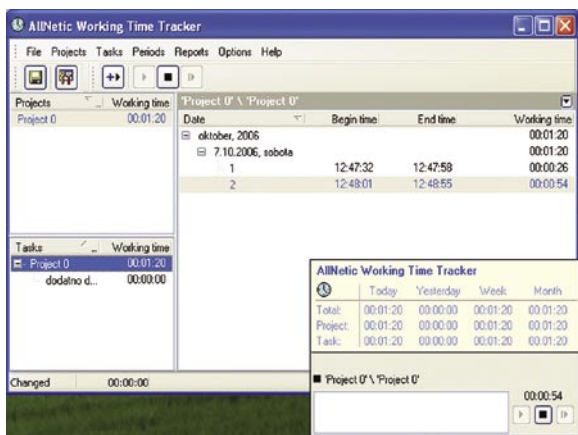 AllNetic Working Time Tracker
File Projects Tasks Periods Reports Options Help
Projects Working time
Project 0 00:01:20
'Project 0' \ 'Project 0'
Date Begin time End time Working time
oktober, 2006 00:01:20
7.10.2006, sobota 00:01:20
1 12:47:32 12:47:58 00:00:26
2 12:48:01 12:48:55 00:00:54
Tasks Working time
Project 0 00:01:20
dodatno d... 00:00:00
Changed 00:00:00
AllNetic Working Time Tracker
Today Yesterday Week Month
Total: 00:01:20 00:00:00 00:01:20 00:01:20
Project: 00:01:20 00:00:00 00:01:20 00:01:20
Task: 00:01:20 00:00:00 00:01:20 00:01:20
'Project 0' \ 'Project 0'
00:00:54